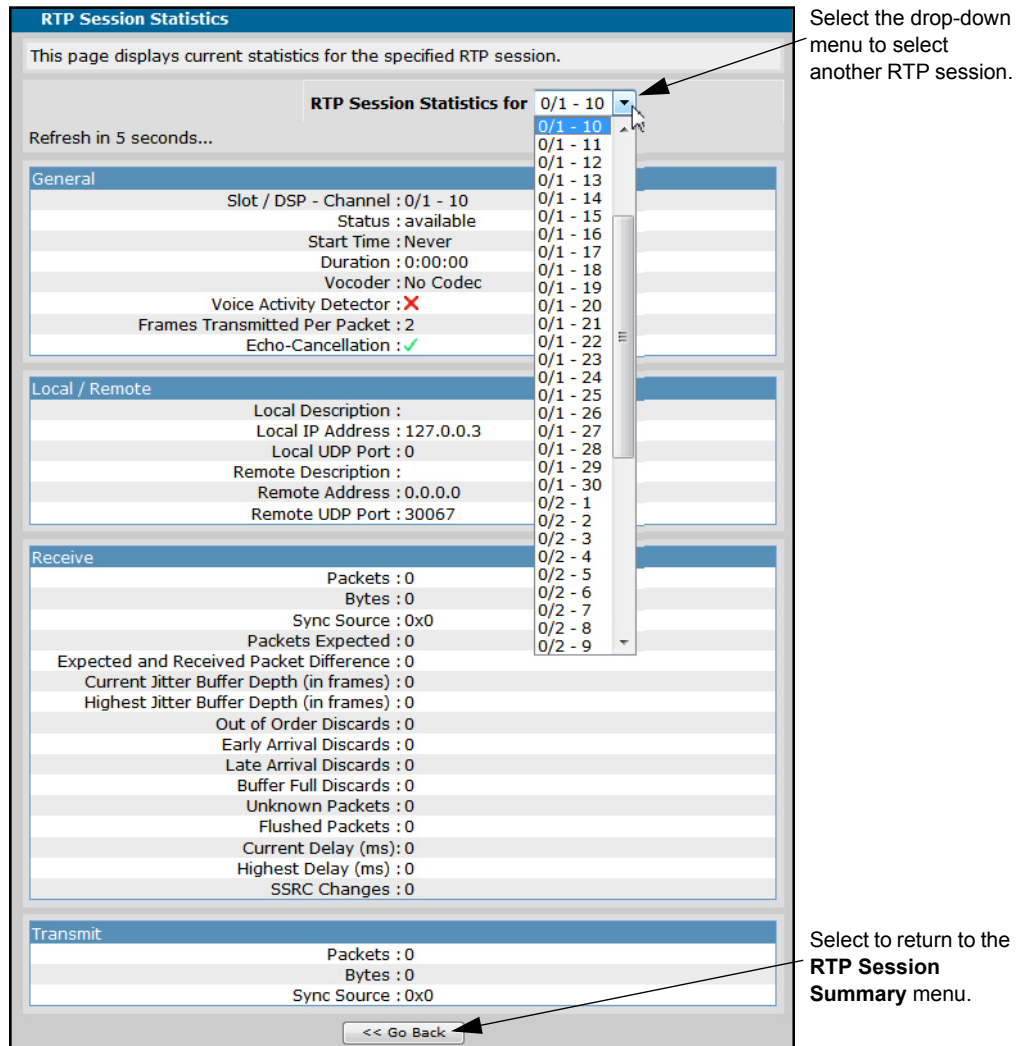 RTP Session Statistics
This page displays current statistics for the specified RTP session.
RTP Session Statistics for 0/1 - 10
Refresh in 5 seconds...
0/1 - 10
0/1 - 11
0/1 - 12
0/1 - 13
0/1 - 14
0/1 - 15
0/1 - 16
0/1 - 17
0/1 - 18
0/1 - 19
0/1 - 20
0/1 - 21
0/1 - 22
0/1 - 23
0/1 - 24
0/1 - 25
0/1 - 26
0/1 - 27
0/1 - 28
0/1 - 29
0/1 - 30
0/2 - 1
0/2 - 2
0/2 - 3
0/2 - 4
0/2 - 5
0/2 - 6
0/2 - 7
0/2 - 8
0/2 - 9
General
Slot / DSP - Channel : 0/1 - 10
Status : available
Start Time : Never
Duration : 0:00:00
Vocoder : No Codec
Voice Activity Detector :
Frames Transmitted Per Packet : 2
Echo-Cancellation :
Local / Remote
Local Description :
Local IP Address : 127.0.0.3
Local UDP Port : 0
Remote Description :
Remote Address : 0.0.0.0
Remote UDP Port : 30067
Receive
Packets : 0
Bytes : 0
Sync Source : 0x0
Packets Expected : 0
Expected and Received Packet Difference : 0
Current Jitter Buffer Depth (in frames) : 0
Highest Jitter Buffer Depth (in frames) : 0
Out of Order Discards : 0
Early Arrival Discards : 0
Late Arrival Discards : 0
Buffer Full Discards : 0
Unknown Packets : 0
Flushed Packets : 0
Current Delay (ms): 0
Highest Delay (ms) : 0
SSRC Changes : 0
Transmit
Packets : 0
Bytes : 0
Sync Source : 0x0
<< Go Back
Select the drop-down
menu to select
another RTP session.
Select to return to the
RTP Session
Summary menu.